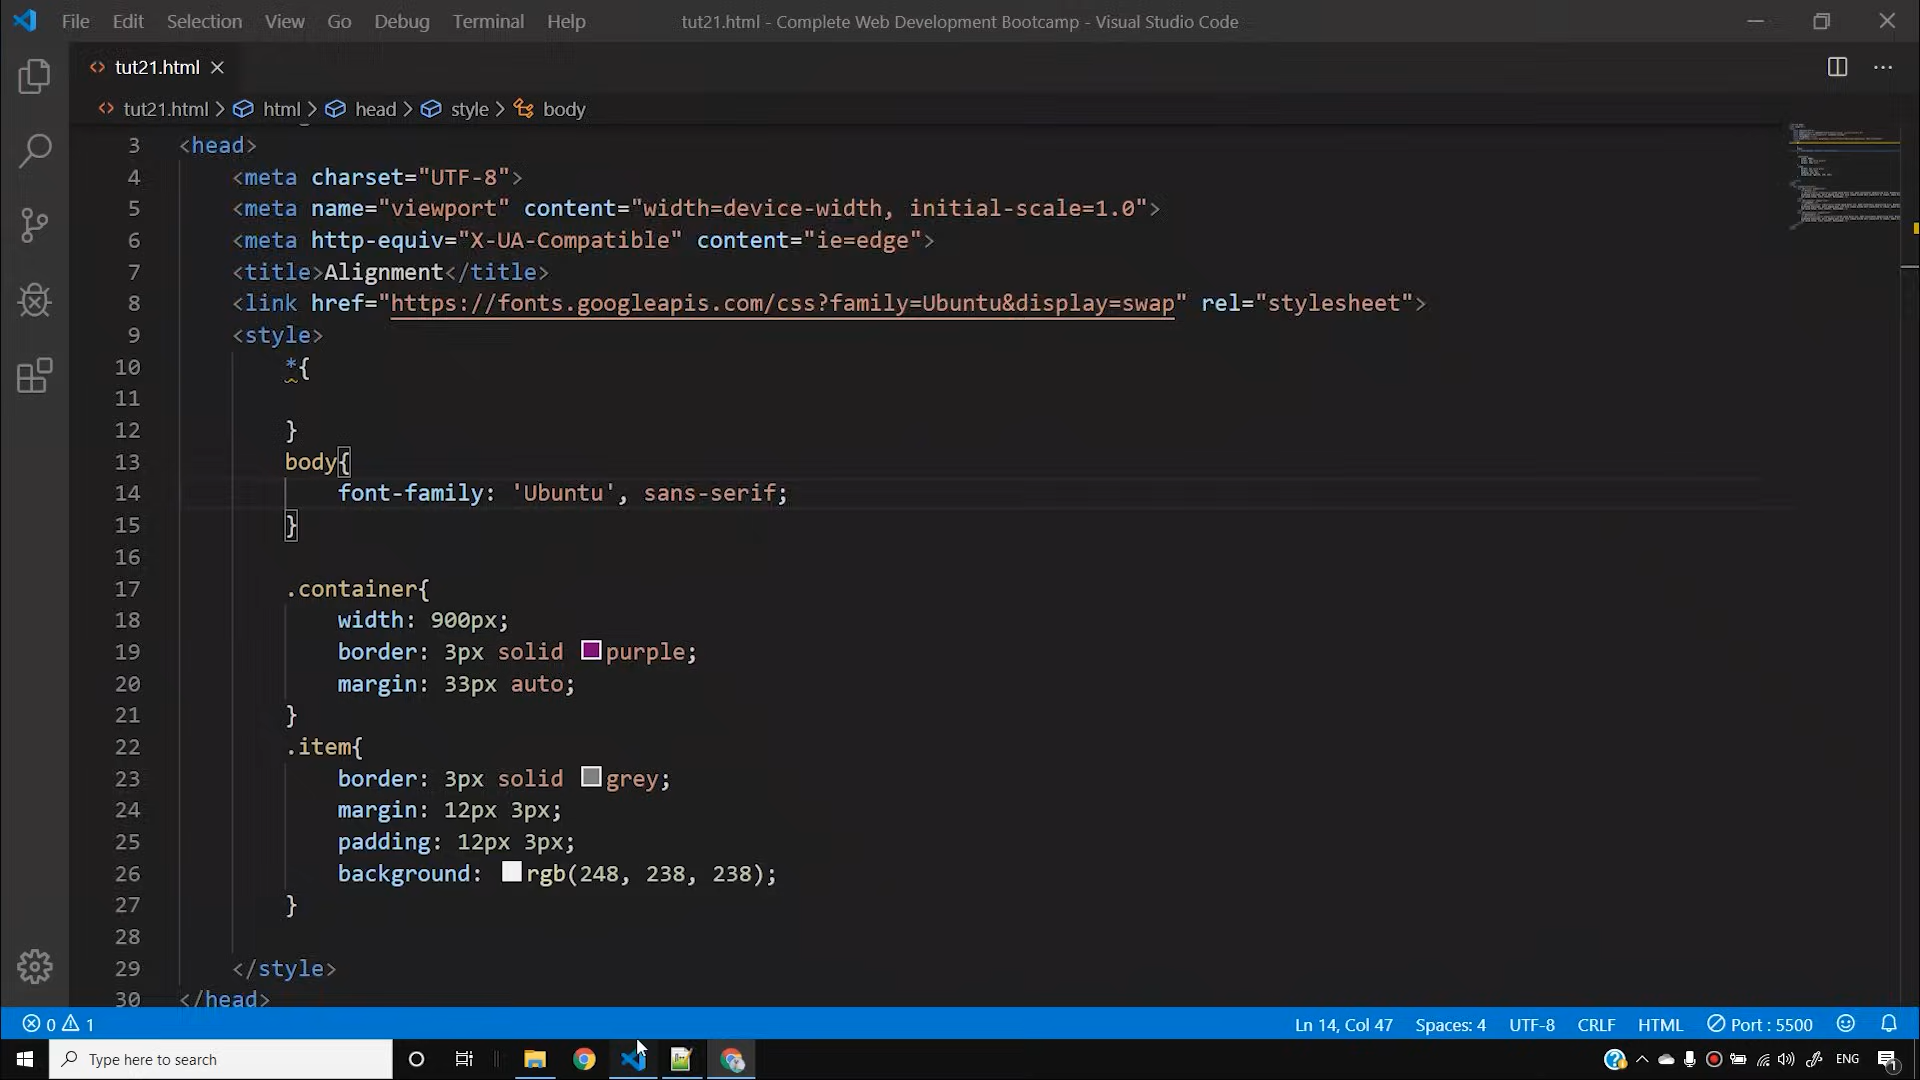 File Edit Selection View Go Debug Terminal Help tut21.html - Complete Web Development Bootcamp - Visual Studio Code
tut21.html
tut21.html > html > head > style > body
3 <head>
4 <meta charset="UTF-8">
5 <meta name="viewport" content="width=device-width, initial-scale=1.0">
6 <meta http-equiv="X-UA-Compatible" content="ie=edge">
7 <title>Alignment</title>
8 <link href="https://fonts.googleapis.com/css?family=Ubuntu&display=swap" rel="stylesheet">
9 <style>
10 *{
11
12 }
13 body{
14 font-family: 'Ubuntu', sans-serif;
15 }
16
17 .container{
18 width: 900px;
19 border: 3px solid purple;
20 margin: 33px auto;
21 }
22 .item{
23 border: 3px solid grey;
24 margin: 12px 3px;
25 padding: 12px 3px;
26 background: rgb(248, 238, 238);
27 }
28
29 </style>
30 </head>
0 1 Ln 14, Col 47 Spaces: 4 UTF-8 CRLF HTML Port : 5500
Type here to search ENG 1